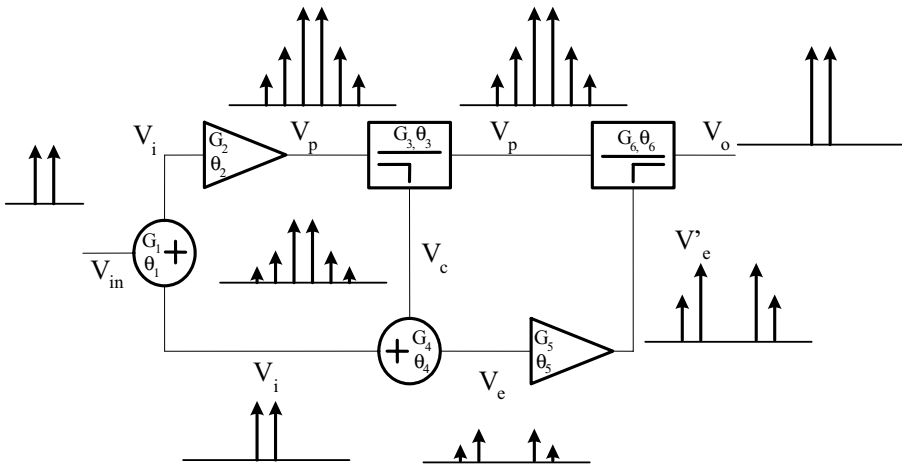 V_i
G_2
θ_2
V_p
G_3,θ_3
V_p
G_6,θ_6
V_o
V_in
G_1 +
θ_1
V_c
V'_e
+ G_4
θ_4
G_5
θ_5
V_i
V_e